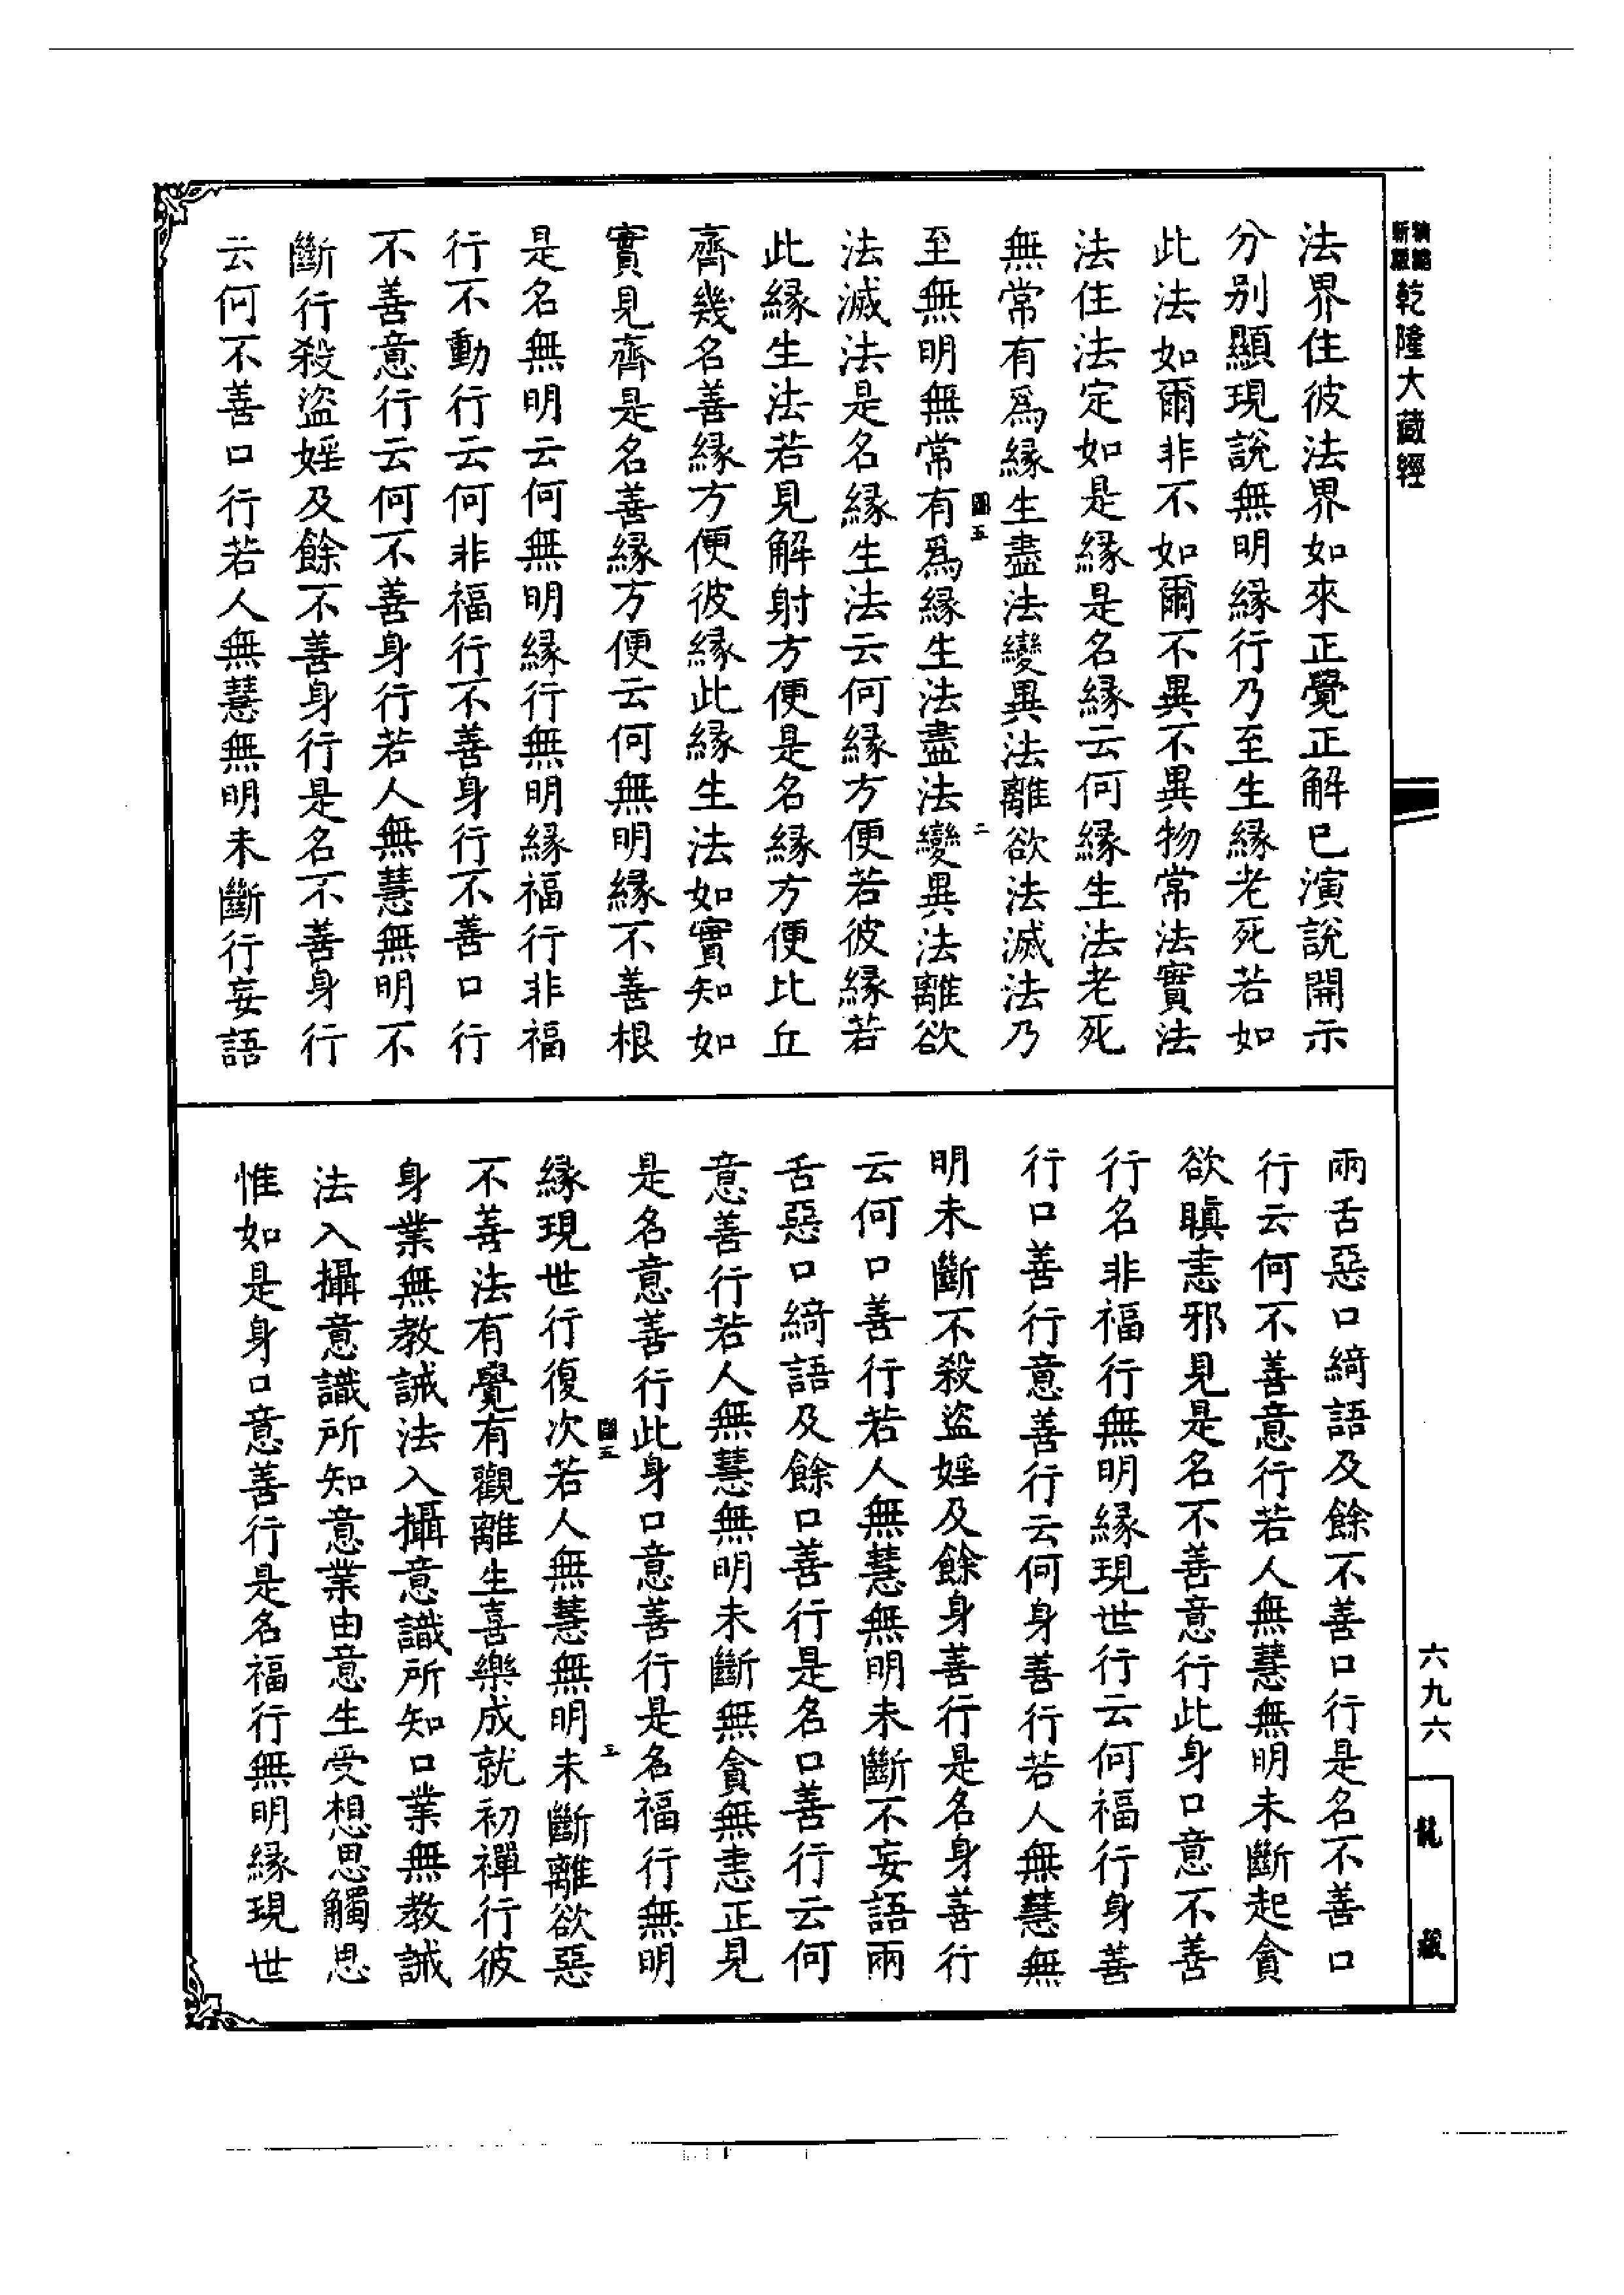 新版
精縮
乾隆大藏經
法界住彼法界如來正覺正解已演說開示
分别顯現說無明緣行乃至生緣老死若如
此法如爾非不如爾不異不異物常法實法
法住法定如是緣是名緣云何緣生法老死
無常有爲緣生盡法變異法離欲法滅法乃
至無明無常有爲緣生法盡法變異法離欲
法滅法是名緣生法云何緣方便若彼緣若
此緣生法若見解射方便是名緣方便比丘
齊幾名善緣方便彼緣此緣生法如實知如
實見齊是名善緣方便云何無明緣不善根
是名無明云何無明緣行無明緣福行非福
行不動行云何非福行不善身行不善口行
不善意行云何不善身行若人無慧無明不
斷行殺盜婬及餘不善身行是名不善身行
云何不善口行若人無慧無明未斷行妄語
圖五
二
兩舌惡口綺語及餘不善口行是名不善口
行云何不善意行若人無慧無明未斷起貪
欲瞋恚邪見是名不善意行此身口意不善
行名非福行無明緣現世行云何福行身善
行口善行意善行云何身善行若人無慧無
明未斷不殺盜婬及餘身善行是名身善行
云何口善行若人無慧無明未斷不妄語兩
舌惡口綺語及餘口善行是名口善行云何
意善行若人無慧無明未斷無貪無恚正見
是名意善行此身口意善行是名福行無明
緣現世行復次若人無慧無明未斷離欲惡
不善法有覺有觀離生喜樂成就初禪行彼
身業無教誡法入攝意識所知口業無教誡
法入攝意識所知意業由意生受想思觸思
惟如是身口意善行是名福行無明緣現世
圖五
五
六九六
龍藏